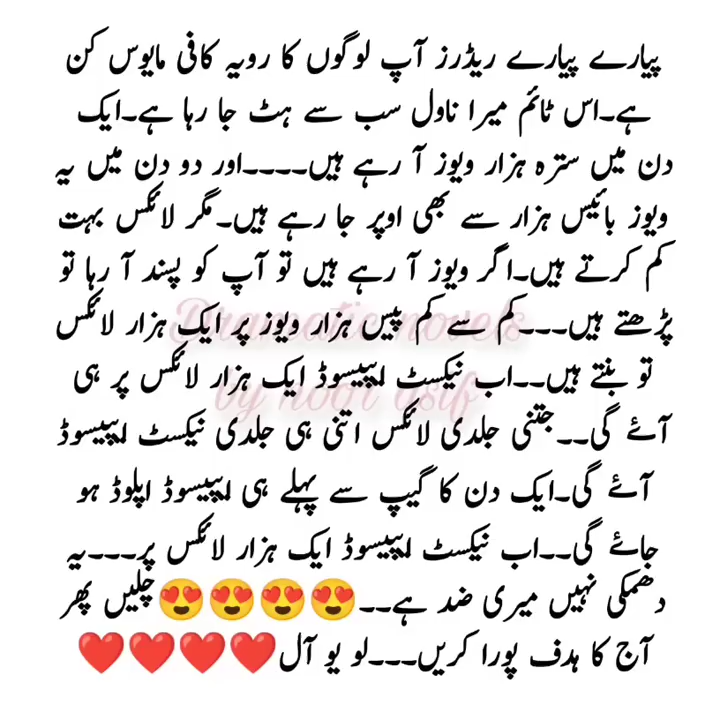 پیارے پیارے ریڈرز آپ لوگوں کا رویہ کافی مایوس کن
ہے۔اس ٹائم میرا ناول سب سے ہٹ جا رہا ہے۔ایک
دن میں سترہ ہزار ویوز آ رہے ہیں۔۔۔۔اور دو دن میں یہ
ویوز بائیس ہزار سے بھی اوپر جا رہے ہیں۔مگر لائکس بہت
کم کرتے ہیں۔اگر ویوز آ رہے ہیں تو آپ کو پسند آ رہا تو
پڑھتے ہیں۔۔۔کم سے کم پیس ہزار ویوز پر ایک ہزار لائکس
تو بنتے ہیں۔۔اب نیکسٹ ایپیسوڈ ایک ہزار لائکس پر ہی
آئے گی۔۔جتنی جلدی لائکس اتنی ہی جلدی نیکسٹ ایپیسوڈ
آئے گی۔ایک دن کا گیپ سے پہلے ہی ایپیسوڈ اپلوڈ ہو
جائے گی۔۔اب نیکسٹ ایپیسوڈ ایک ہزار لائکس پر۔۔۔یہ
دھمکی نہیں میری ضد ہے۔۔😍😍😍😍چلیں پھر
آج کا ہدف پورا کریں۔۔۔لو یو آل❤❤❤❤
Dramatic novels
by noor asif